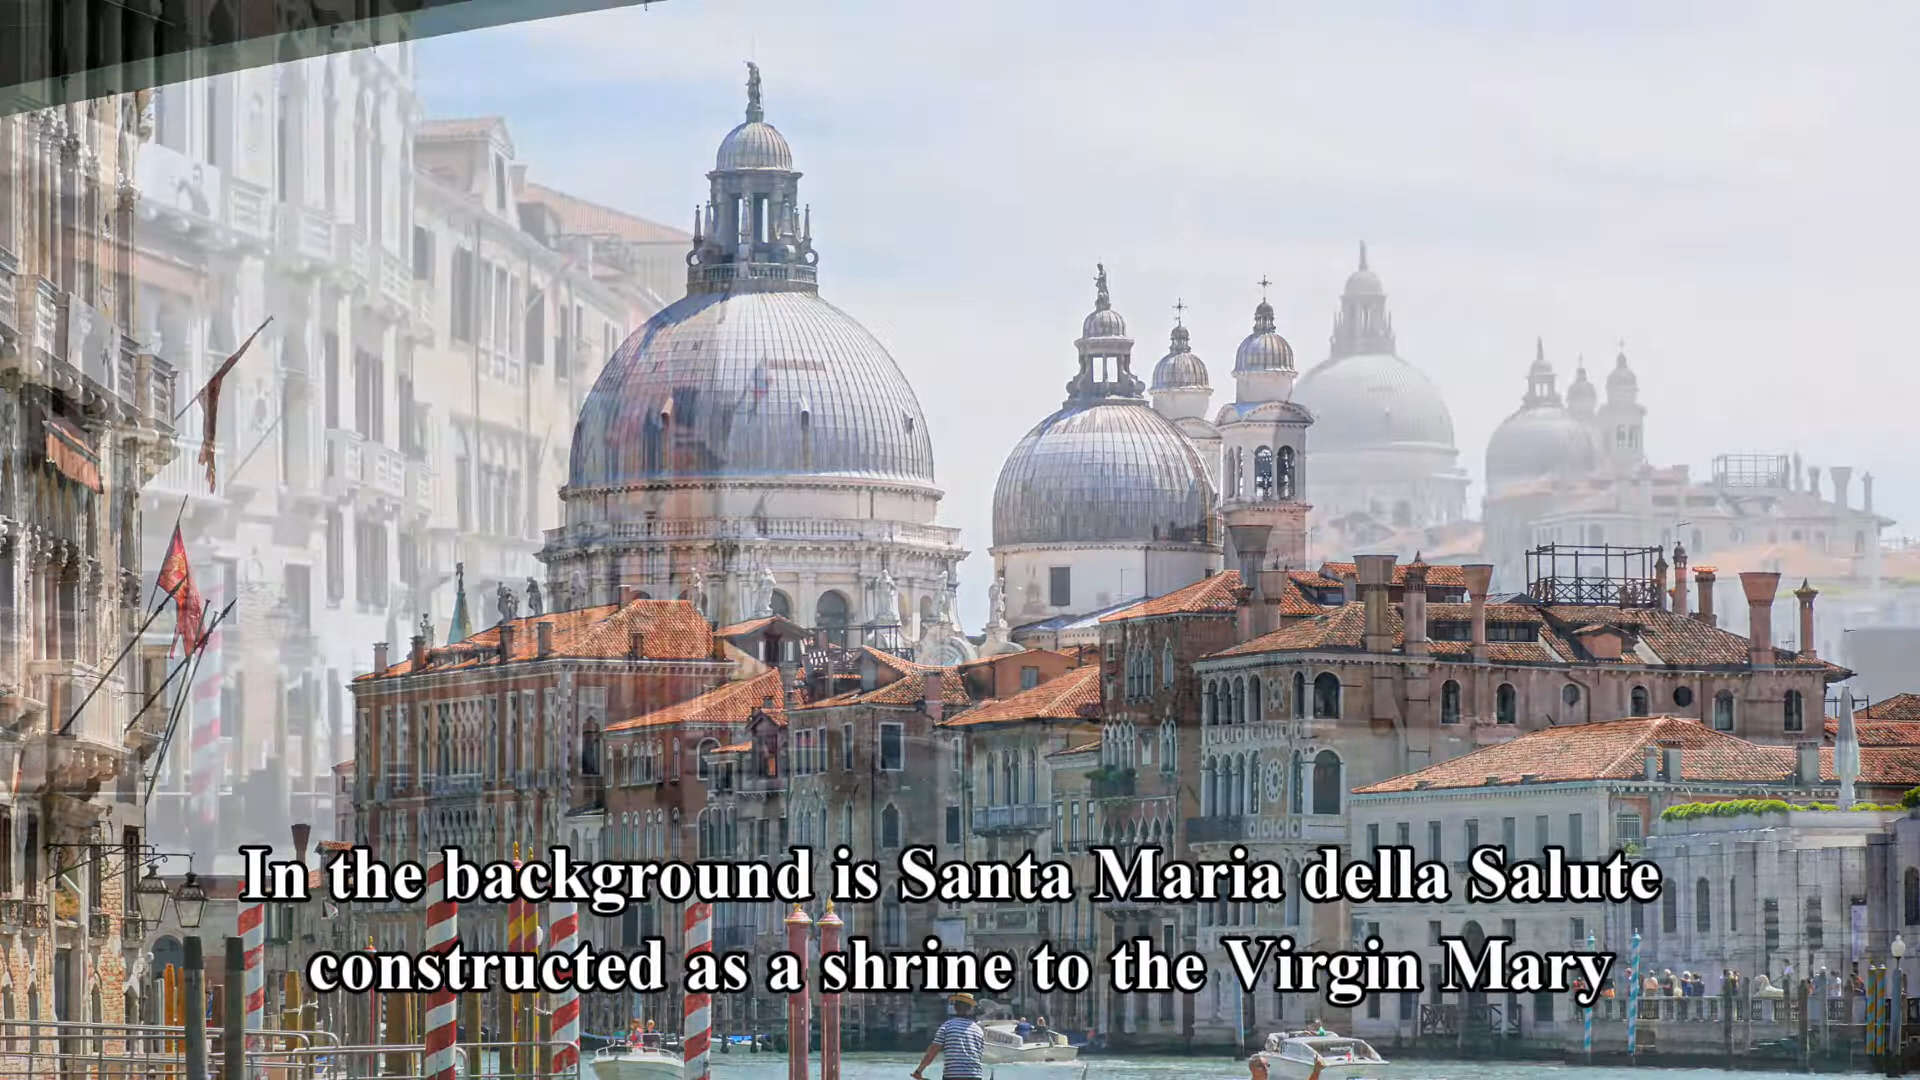 In the background is Santa Maria della Salute
constructed as a shrine to the Virgin Mary